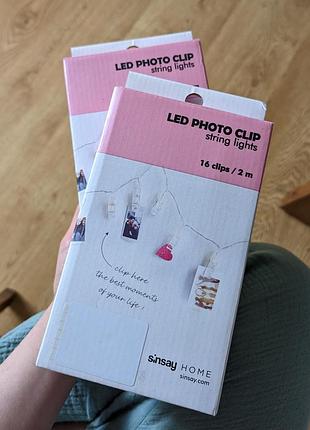 LED PHOTO CLIP
string lights
LED PHOTO CLIP
string lights
16 clips / 2 m
clip here
the best moments
of your life!
sinsay HOME
sinsay.com